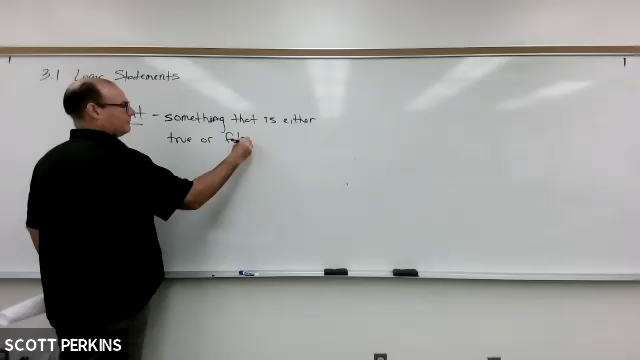 3.1 Logic Statements
- something that is either
true or
SCOTT PERKINS